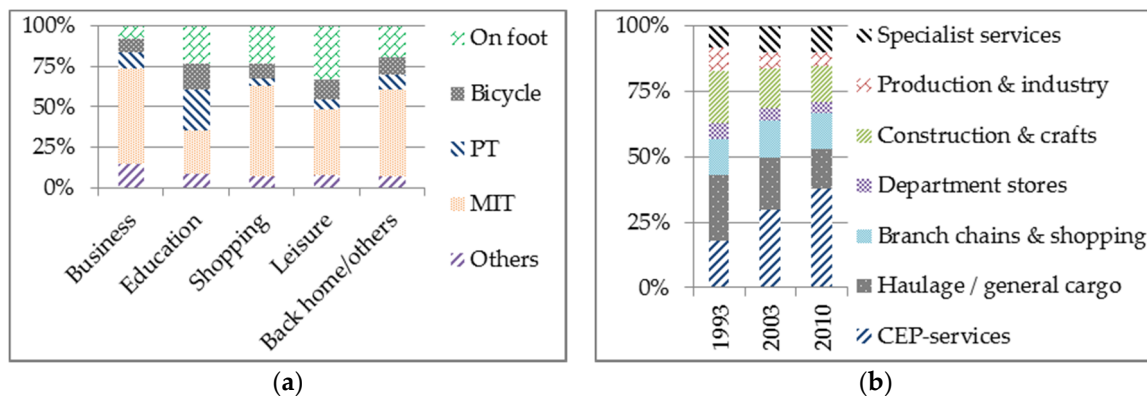 100%
75%
50%
25%
0%
Business
Education
Shopping
Leisure
Back home/others
On foot
Bicycle
PT
MIT
Others
(a)
100%
75%
50%
25%
0%
1993
2003
2010
Specialist services
Production & industry
Construction & crafts
Department stores
Branch chains & shopping
Haulage / general cargo
CEP-services
(b)